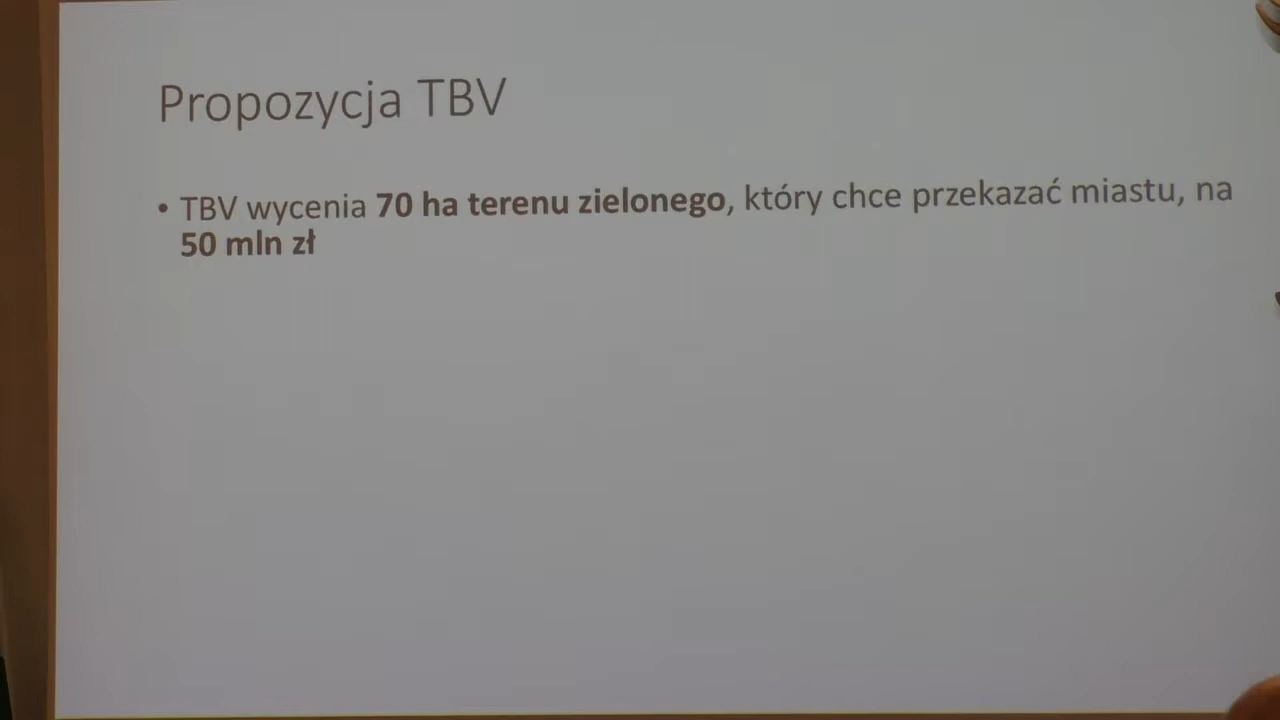 Propozycja TBV
• TBV wycenia 70 ha terenu zielonego, który chce przekazać miastu, na
50 mln zł